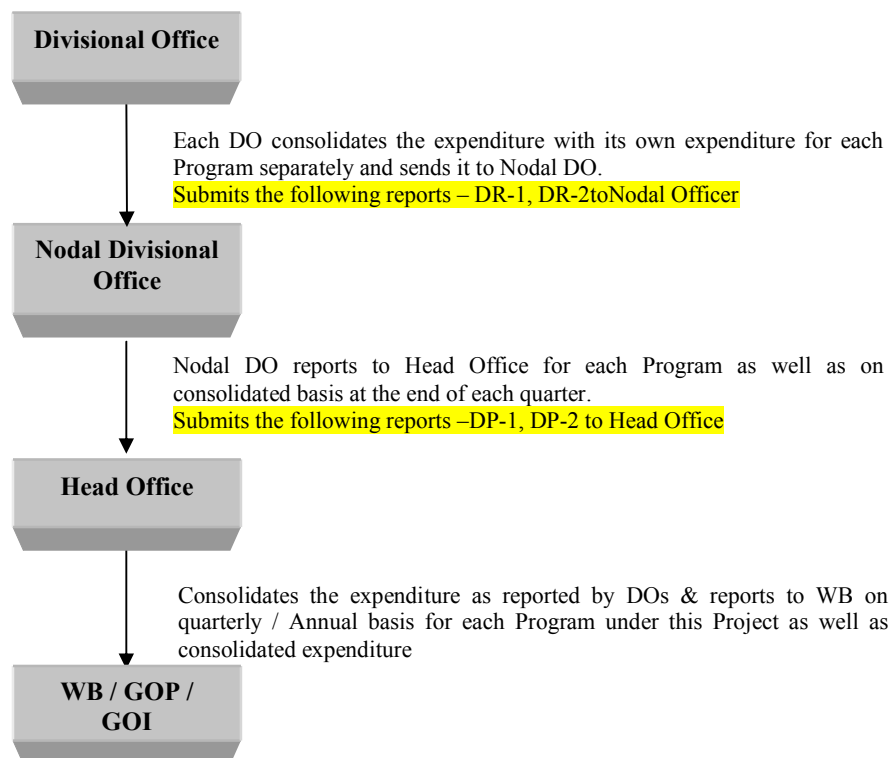 Divisional Office
Each DO consolidates the expenditure with its own expenditure for each
Program separately and sends it to Nodal DO.
Submits the following reports – DR-1, DR-2toNodal Officer
Nodal Divisional
Office
Nodal DO reports to Head Office for each Program as well as on
consolidated basis at the end of each quarter.
Submits the following reports –DP-1, DP-2 to Head Office
Head Office
Consolidates the expenditure as reported by DOs & reports to WB on
quarterly / Annual basis for each Program under this Project as well as
consolidated expenditure
WB / GOP /
GOI